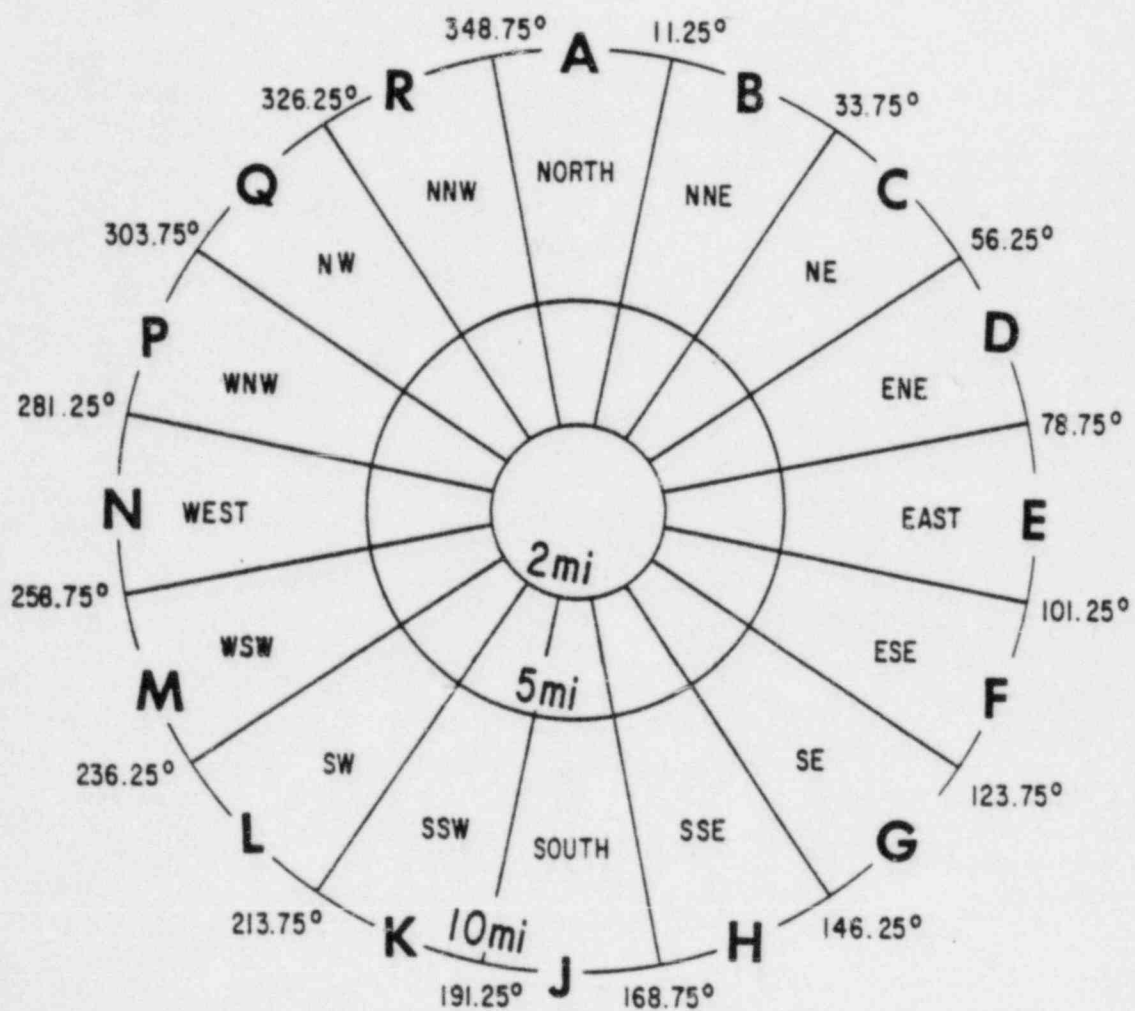 348.75°
A
11.25°
R
B
326.25°
33.75°
NNW
NORTH
NNE
Q
C
303.75°
56.25°
NW
NE
P
D
WNW
ENE
281.25°
78.75°
N
WEST
EAST
E
2mi
258.75°
101.25°
WSW
ESE
M
5mi
F
236.25°
SW
SE
123.75°
L
SSW
SOUTH
SSE
G
213.75°
K
10mi
H
146.25°
191.25°
J
168.75°